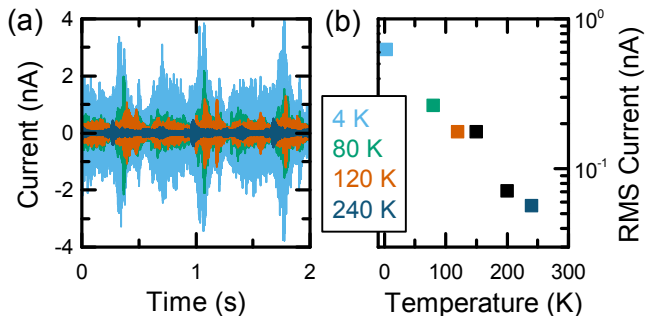 (a)
Current (nA)
4
2
0
-2
-4
0
1
2
Time (s)
4 K
80 K
120 K
240 K
(b)
10⁰
10⁻¹
RMS Current (nA)
0
100
200
300
Temperature (K)